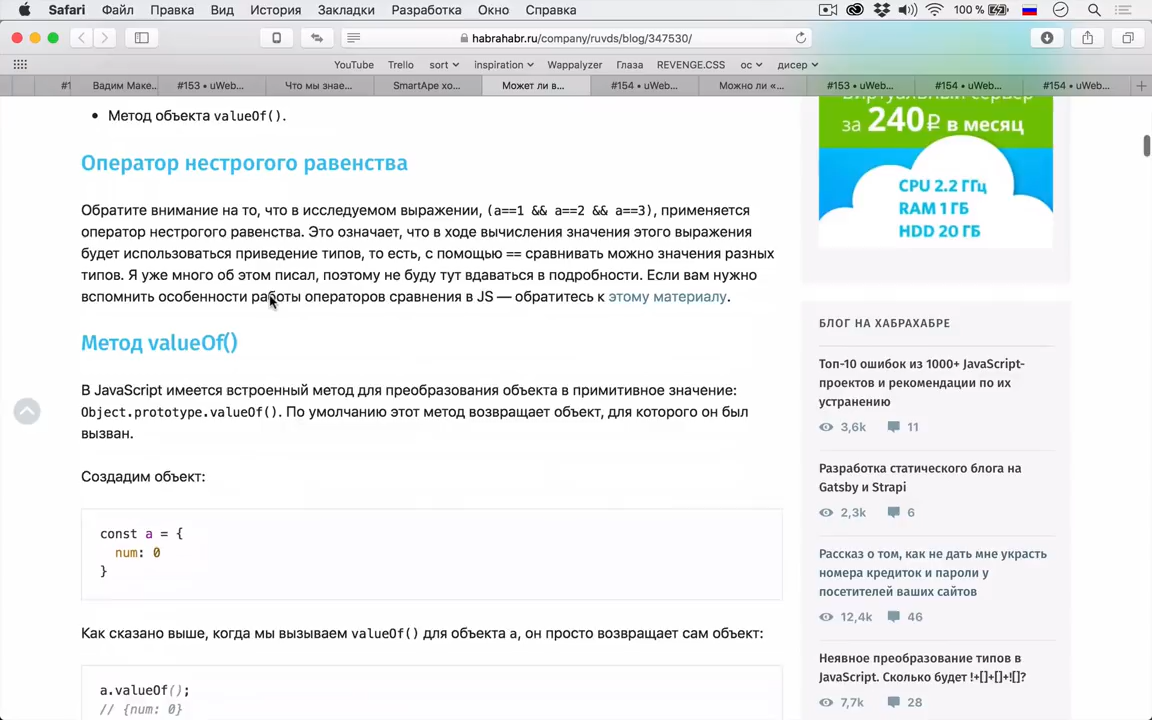 Safari Файл Правка Вид История Закладки Разработка Окно Справка 100 %
habrahabr.ru/company/ruvds/blog/347530/
YouTube Trello sort inspiration Wappalyzer Глаза REVENGE.CSS ос дисер
#1 Вадим Маке... #153 • uWeb... Что мы знае... SmartApe хо... Может ли в... #154 • uWeb... Можно ли «... #153 • uWeb... #154 • uWeb... #154 • uWeb...
• Метод объекта valueOf().
Оператор нестрогого равенства
Обратите внимание на то, что в исследуемом выражении, (a==1 && a==2 && a==3), применяется
оператор нестрогого равенства. Это означает, что в ходе вычисления значения этого выражения
будет использоваться приведение типов, то есть, с помощью == сравнивать можно значения разных
типов. Я уже много об этом писал, поэтому не буду тут вдаваться в подробности. Если вам нужно
вспомнить особенности работы операторов сравнения в JS — обратитесь к этому материалу.
Метод valueOf()
В JavaScript имеется встроенный метод для преобразования объекта в примитивное значение:
Object.prototype.valueOf(). По умолчанию этот метод возвращает объект, для которого он был
вызван.
Создадим объект:
const a = {
num: 0
}
Как сказано выше, когда мы вызываем valueOf() для объекта a, он просто возвращает сам объект:
a.valueOf();
// {num: 0}
виртуальный сервер
за 240₽ в месяц
CPU 2.2 ГГц
RAM 1 ГБ
HDD 20 ГБ
БЛОГ НА ХАБРАХАБРЕ
Топ-10 ошибок из 1000+ JavaScript-
проектов и рекомендации по их
устранению
3,6k 11
Разработка статического блога на
Gatsby и Strapi
2,3k 6
Рассказ о том, как не дать мне украсть
номера кредиток и пароли у
посетителей ваших сайтов
12,4k 46
Неявное преобразование типов в
JavaScript. Сколько будет !+[]+[]+![]?
7,7k 28